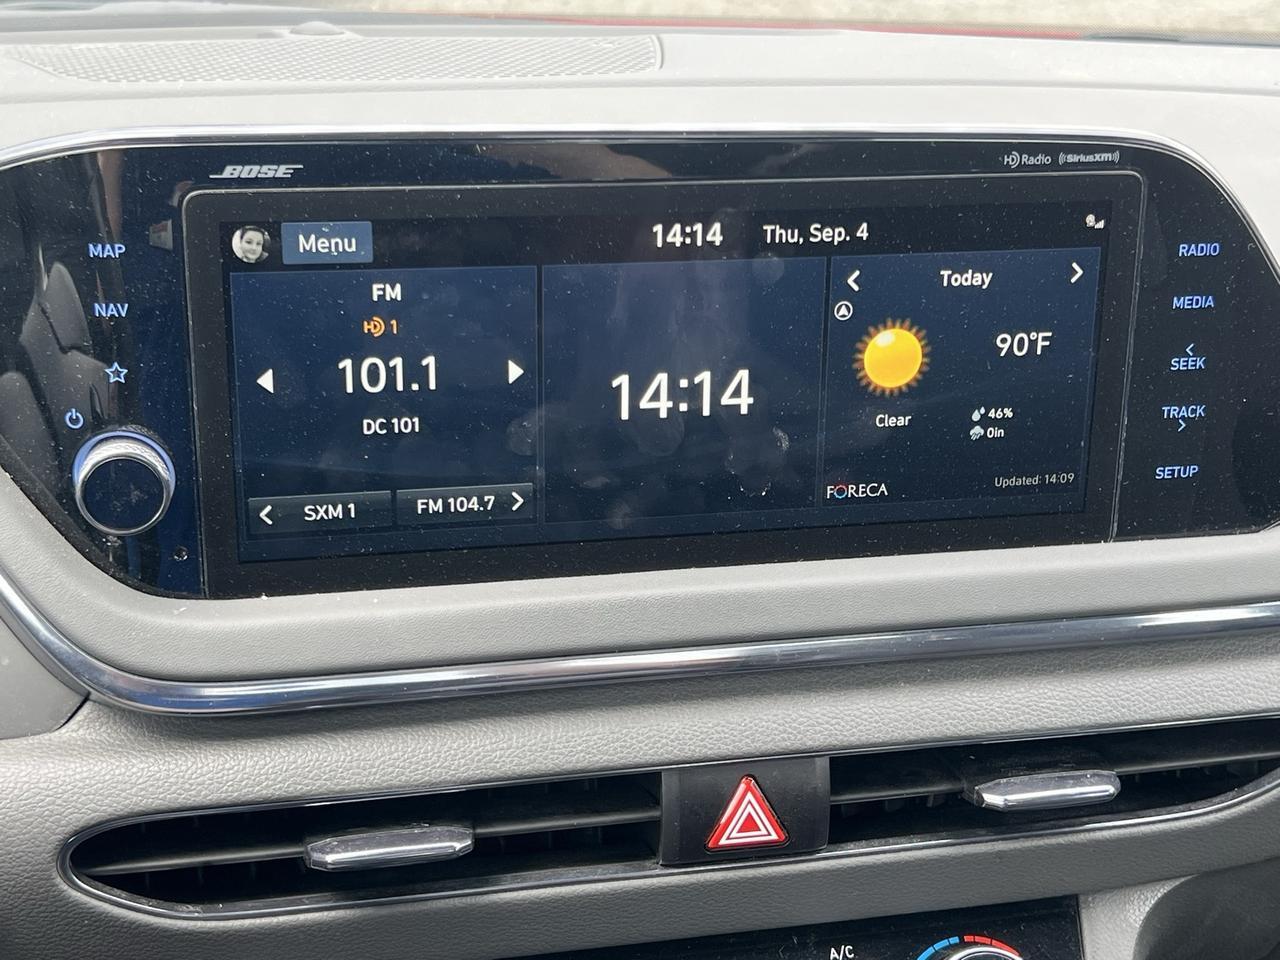 BOSE
HD Radio ((SiriusXM))
MAP
NAV
Menu
14:14 Thu, Sep. 4
FM
HD 1
101.1
DC 101
SXM 1
FM 104.7
14:14
Today
90°F
Clear
46%
0in
FORECA
Updated: 14:09
RADIO
MEDIA
SEEK
TRACK
SETUP
A/C